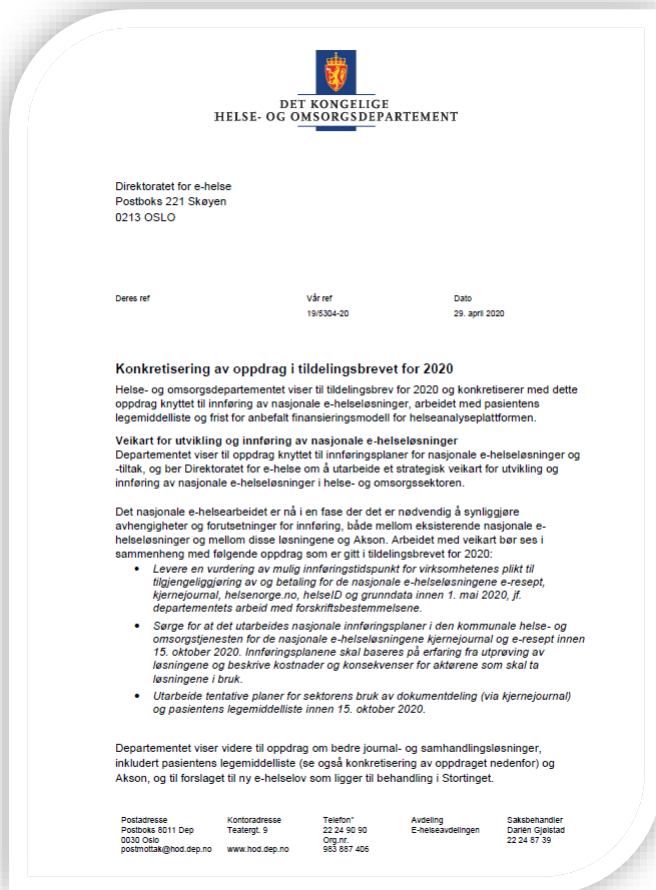 DET KONGELIGE
HELSE- OG OMSORGSDEPARTEMENT
Direktoratet for e-helse
Postboks 221 Skøyen
0213 OSLO
Deres ref Vår ref Dato
19/5304-20 29. april 2020
Konkretisering av oppdrag i tildelingsbrevet for 2020
Helse- og omsorgsdepartementet viser til tildelingsbrev for 2020 og konkretiserer med dette
oppdrag knyttet til innføring av nasjonale e-helseløsninger, arbeidet med pasientens
legemiddelliste og frist for anbefalt finansieringsmodell for helseanalyseplattformen.
Veikart for utvikling og innføring av nasjonale e-helseløsninger
Departementet viser til oppdrag knyttet til innføringsplaner for nasjonale e-helseløsninger og
-tiltak, og ber Direktoratet for e-helse om å utarbeide et strategisk veikart for utvikling og
innføring av nasjonale e-helseløsninger i helse- og omsorgssektoren.
Det nasjonale e-helsearbeidet er nå i en fase der det er nødvendig å synliggjøre
avhengigheter og forutsetninger for innføring, både mellom eksisterende nasjonale e-
helseløsninger og mellom disse løsningene og Akson. Arbeidet med veikart bør ses i
sammenheng med følgende oppdrag som er gitt i tildelingsbrevet for 2020:
• Levere en vurdering av mulig innføringstidspunkt for virksomhetenes plikt til
tilgjengeliggjøring av og betaling for de nasjonale e-helseløsningene e-resept,
kjernejournal, helsenorge.no, helseID og grunndata innen 1. mai 2020, jf.
departementets arbeid med forskriftsbestemmelsene.
• Sørge for at det utarbeides nasjonale innføringsplaner i den kommunale helse- og
omsorgstjenesten for de nasjonale e-helseløsningene kjernejournal og e-resept innen
15. oktober 2020. Innføringsplanene skal baseres på erfaring fra utprøving av
løsningene og beskrive kostnader og konsekvenser for aktørene som skal ta
løsningene i bruk.
• Utarbeide tentative planer for sektorens bruk av dokumentdeling (via kjernejournal)
og pasientens legemiddelliste innen 15. oktober 2020.
Departementet viser videre til oppdrag om bedre journal- og samhandlingsløsninger,
inkludert pasientens legemiddelliste (se også konkretisering av oppdraget nedenfor) og
Akson, og til forslaget til ny e-helselov som ligger til behandling i Stortinget.
Postadresse Kontoradresse Telefon* Avdeling Saksbehandler
Postboks 8011 Dep Teatergt. 9 22 24 90 90 E-helseavdelingen Darlén Gjølstad
0030 Oslo Org.nr. 22 24 87 39
postmottak@hod.dep.no www.hod.dep.no 983 887 406